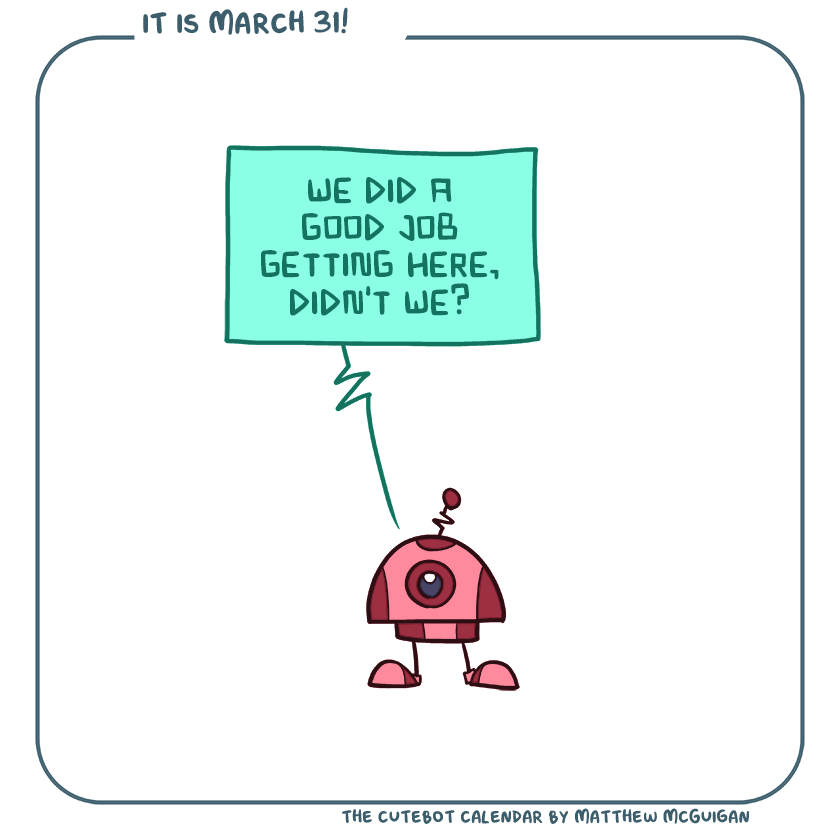 IT IS MARCH 31!
WE DID A
GOOD JOB
GETTING HERE,
DIDN'T WE?
THE CUTEBOT CALENDAR BY MATTHEW MCGUIGAN